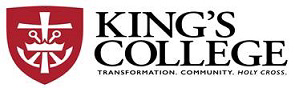 KING'S
COLLEGE
TRANSFORMATION. COMMUNITY. HOLY CROSS.